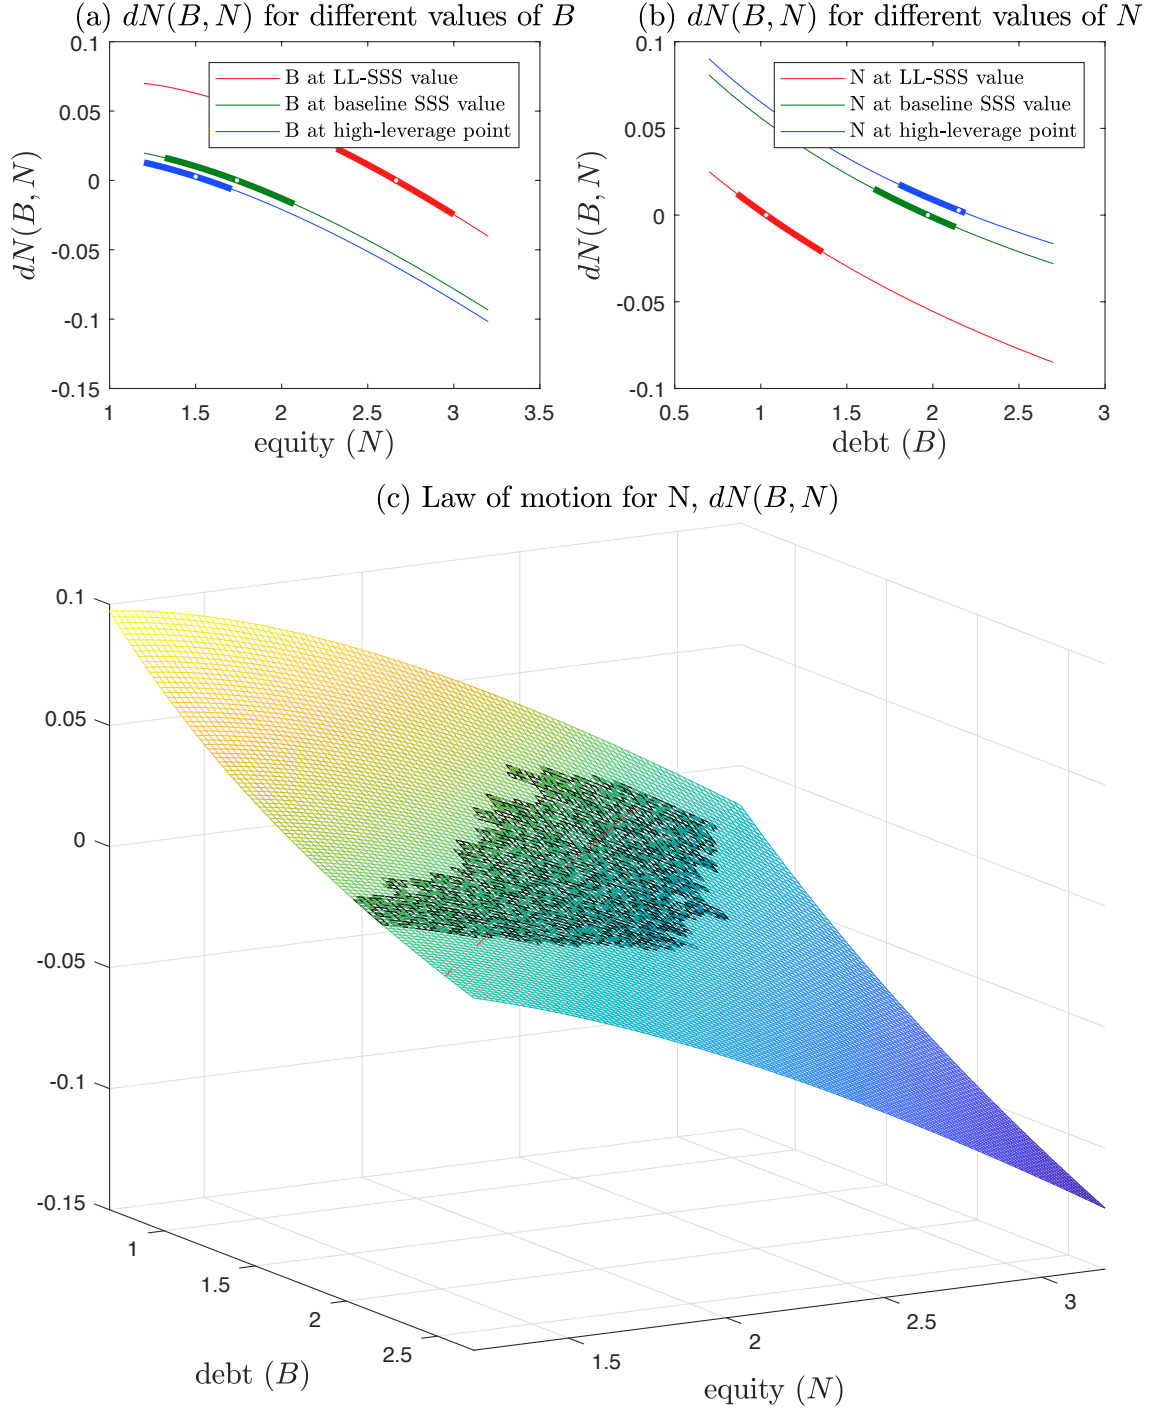 (a) dN(B, N) for different values of B
0.1
0.05
0
-0.05
-0.1
-0.15
dN(B, N)
B at LL-SSS value
B at baseline SSS value
B at high-leverage point
1
1.5
2
2.5
3
3.5
equity (N)
(b) dN(B, N) for different values of N
0.1
0.05
0
-0.05
-0.1
dN(B, N)
N at LL-SSS value
N at baseline SSS value
N at high-leverage point
0.5
1
1.5
2
2.5
3
debt (B)
(c) Law of motion for N, dN(B, N)
0.1
0.05
0
-0.05
-0.1
-0.15
1
1.5
2
2.5
debt (B)
1.5
2
2.5
3
equity (N)